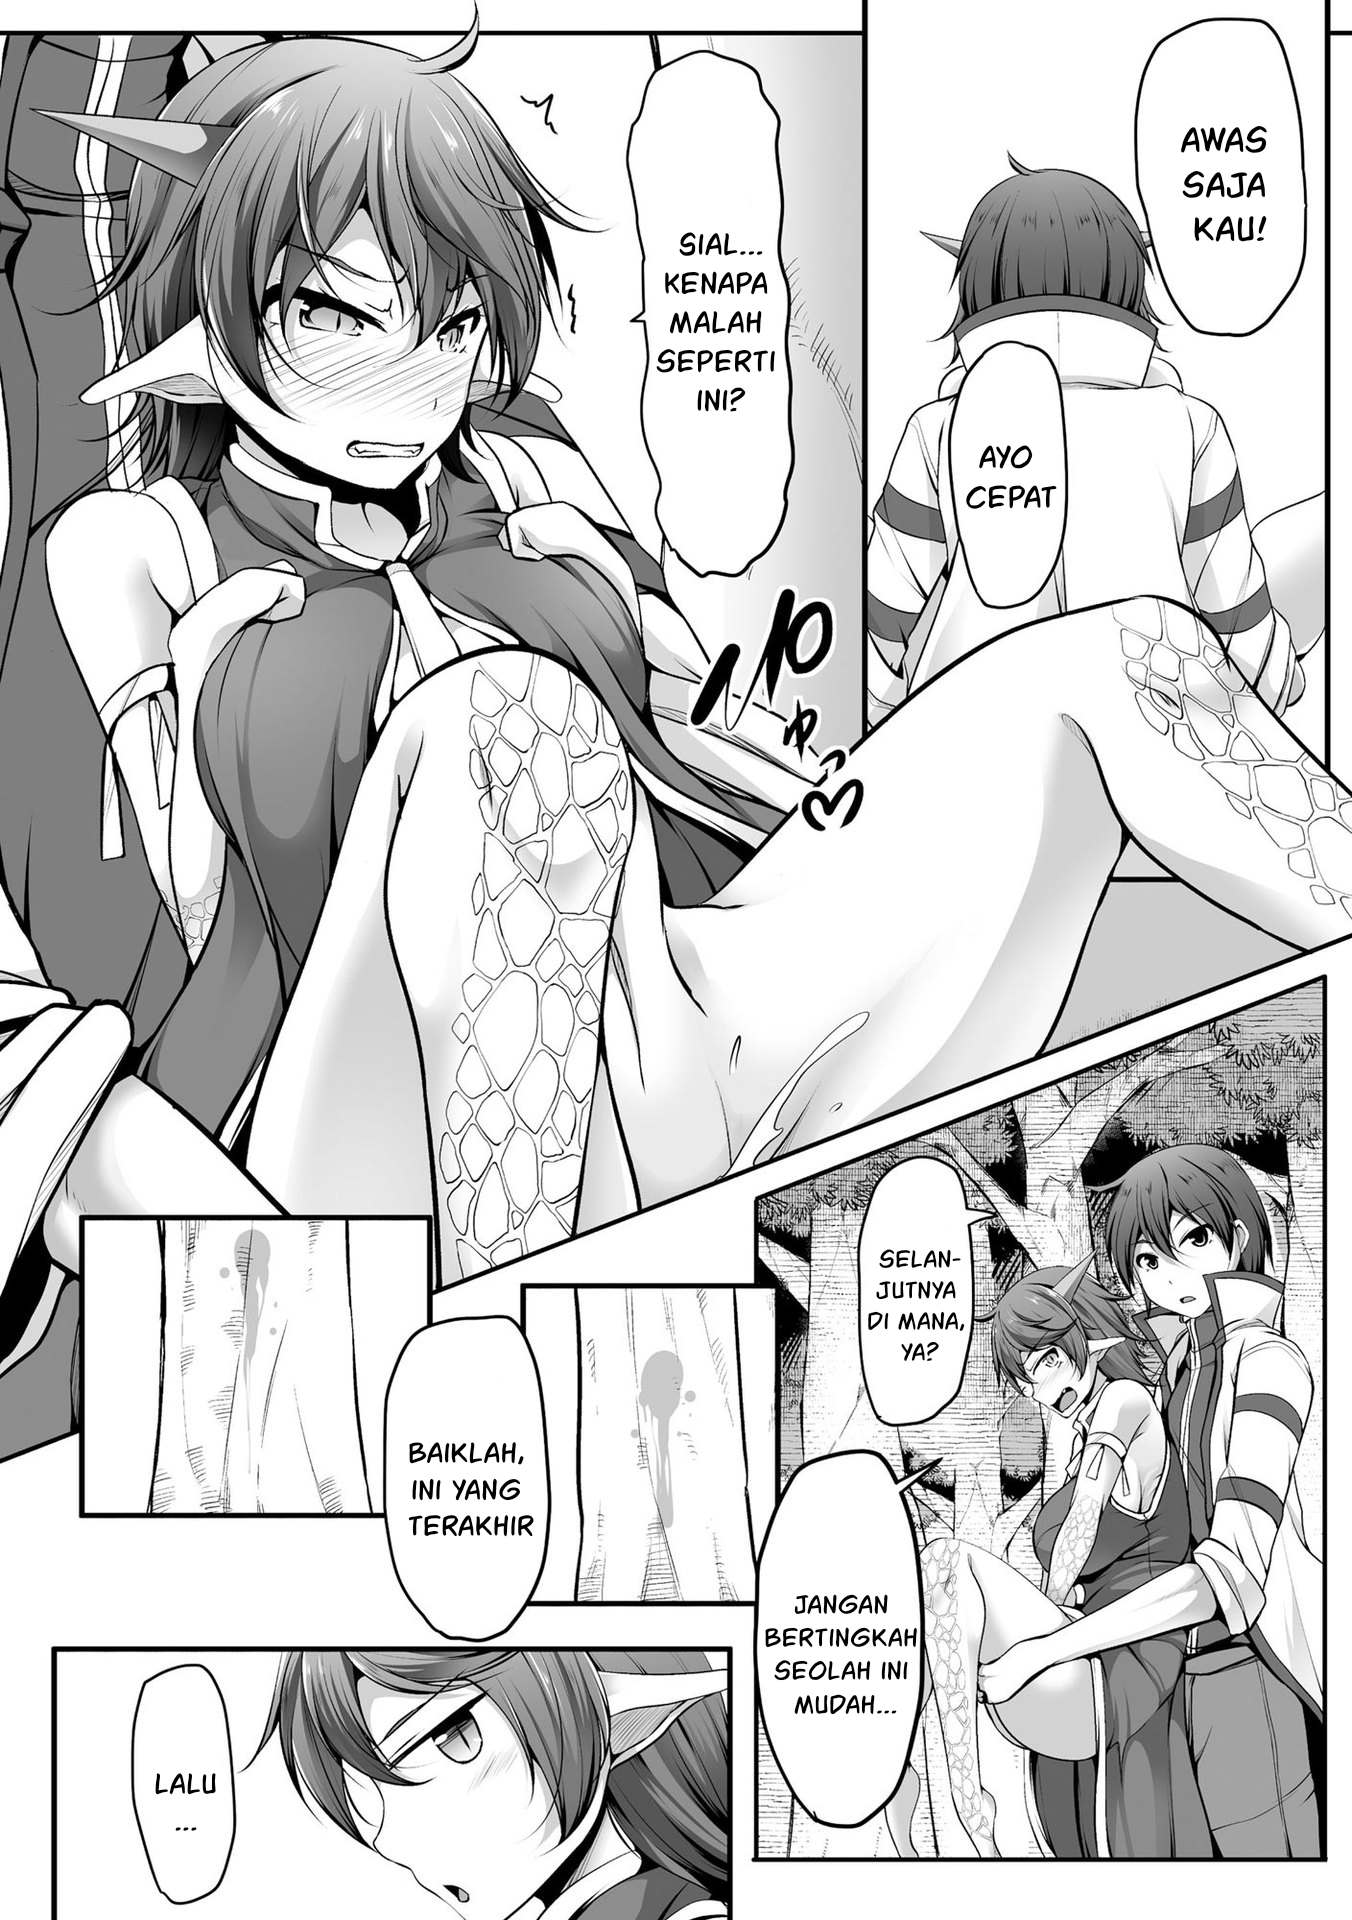 AWAS
SAJA
KAU!
AYO
CEPAT
SIAL...
KENAPA
MALAH
SEPERTI
INI?
SELAN-
JUTNYA
DI MANA,
YA?
JANGAN
BERTINGKAH
SEOLAH INI
MUDAH...
BAIKLAH,
INI YANG
TERAKHIR
LALU
...